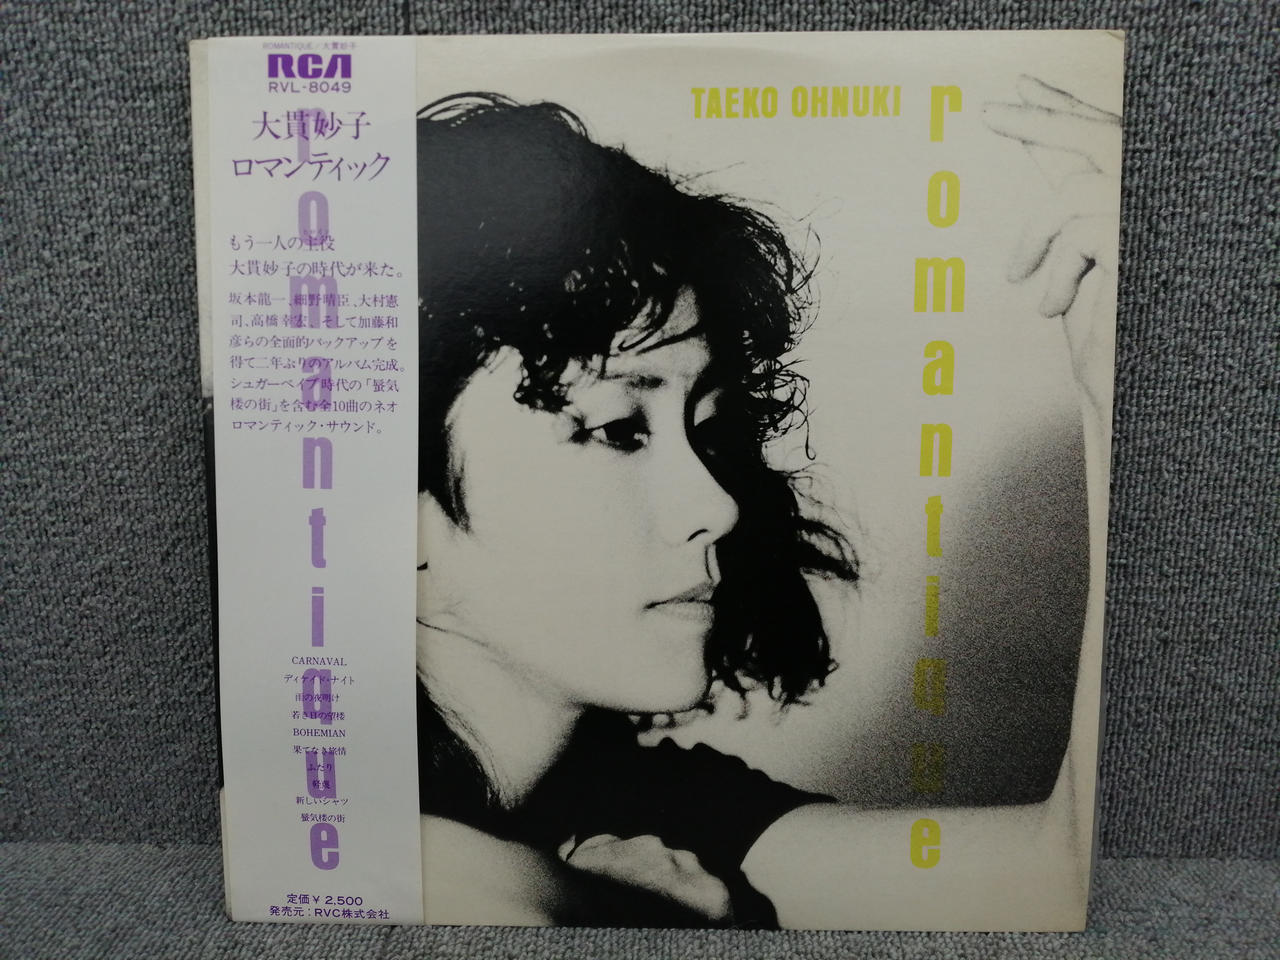 ROMANTIQUE/大貫妙子
RCA
RVL-8049
大貫妙子
ロマンティック
romantique
もう一人の主役
大貫妙子の時代が来た。
坂本龍一、細野晴臣、大村憲
司、高橋幸宏、そして加藤和
彦らの全面的バックアップを
得て二年ぶりのアルバム完成。
シュガーベイブ時代の「蜃気
楼の街」を含む全10曲のネオ
ロマンティック・サウンド。
CARNAVAL
ディケイド・ナイト
雨の夜明け
若き日の望楼
BOHEMIAN
果てなき旅情
ふたり
軽蔑
新しいシャツ
蜃気楼の街
定価¥2,500
発売元:RVC株式会社
TAEKO OHNUKI
romantique